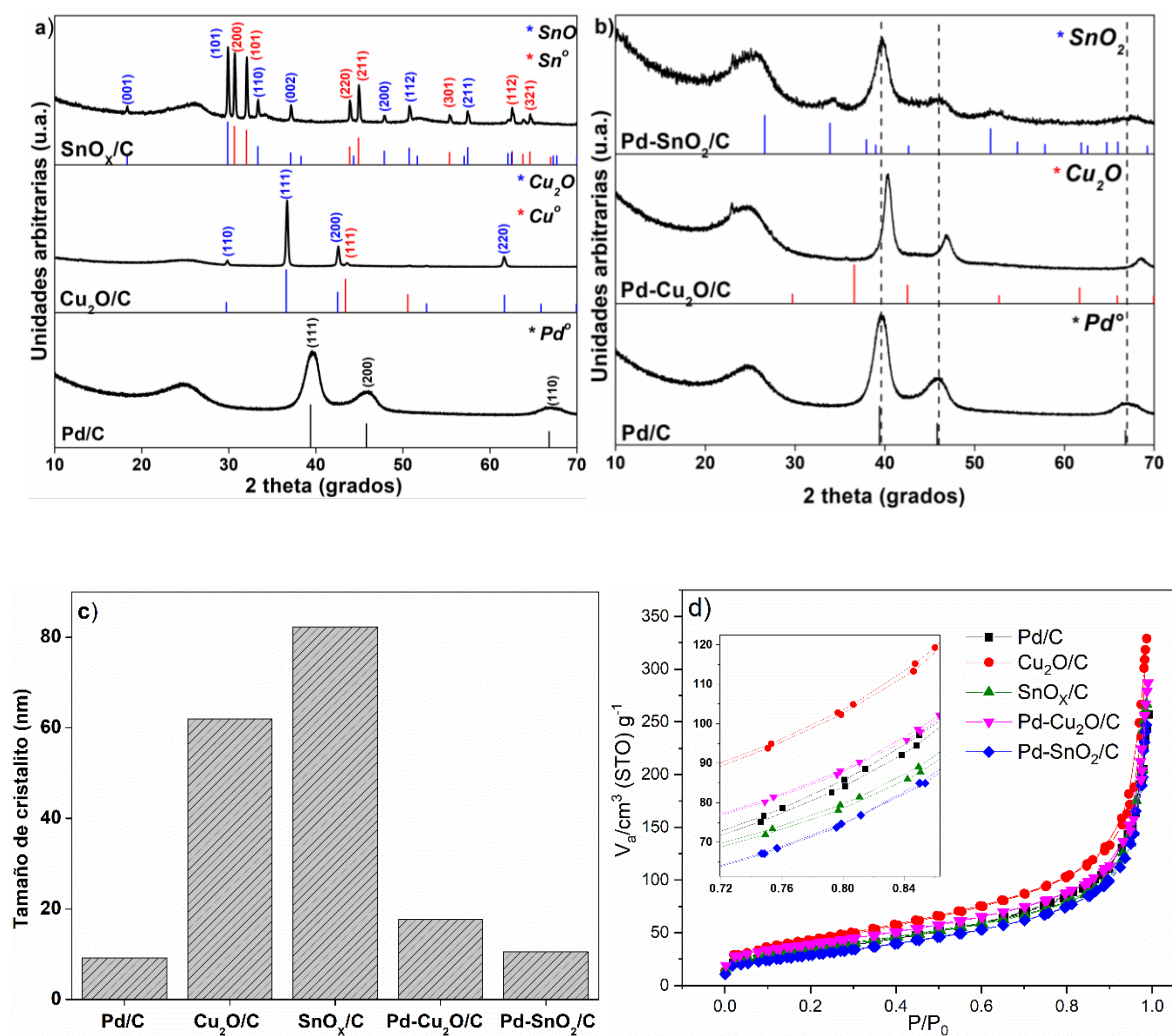 a)
Unidades arbitrarias (u.a.)
* SnO
* Snº
(001)
(101)
(200)
(101)
(110)
(002)
(220)
(211)
(200)
(112)
(301)
(211)
(112)
(321)
SnOₓ/C
* Cu₂O
* Cuº
(110)
(111)
(200)
(111)
(220)
Cu₂O/C
* Pdº
(111)
(200)
(110)
Pd/C
10 20 30 40 50 60 70
2 theta (grados)
b)
Unidades arbitrarias (u.a.)
* SnO₂
Pd-SnO₂/C
* Cu₂O
Pd-Cu₂O/C
* Pd°
Pd/C
10 20 30 40 50 60 70
2 theta (grados)
c)
Tamaño de cristalito (nm)
80
60
40
20
0
Pd/C Cu₂O/C SnOₓ/C Pd-Cu₂O/C Pd-SnO₂/C
d)
Vₐ/cm³ (STO) g⁻¹
350
300
250
200
150
100
50
0
120
110
100
90
80
70
0.72 0.76 0.80 0.84
Pd/C
Cu₂O/C
SnOₓ/C
Pd-Cu₂O/C
Pd-SnO₂/C
0.0 0.2 0.4 0.6 0.8 1.0
P/P₀